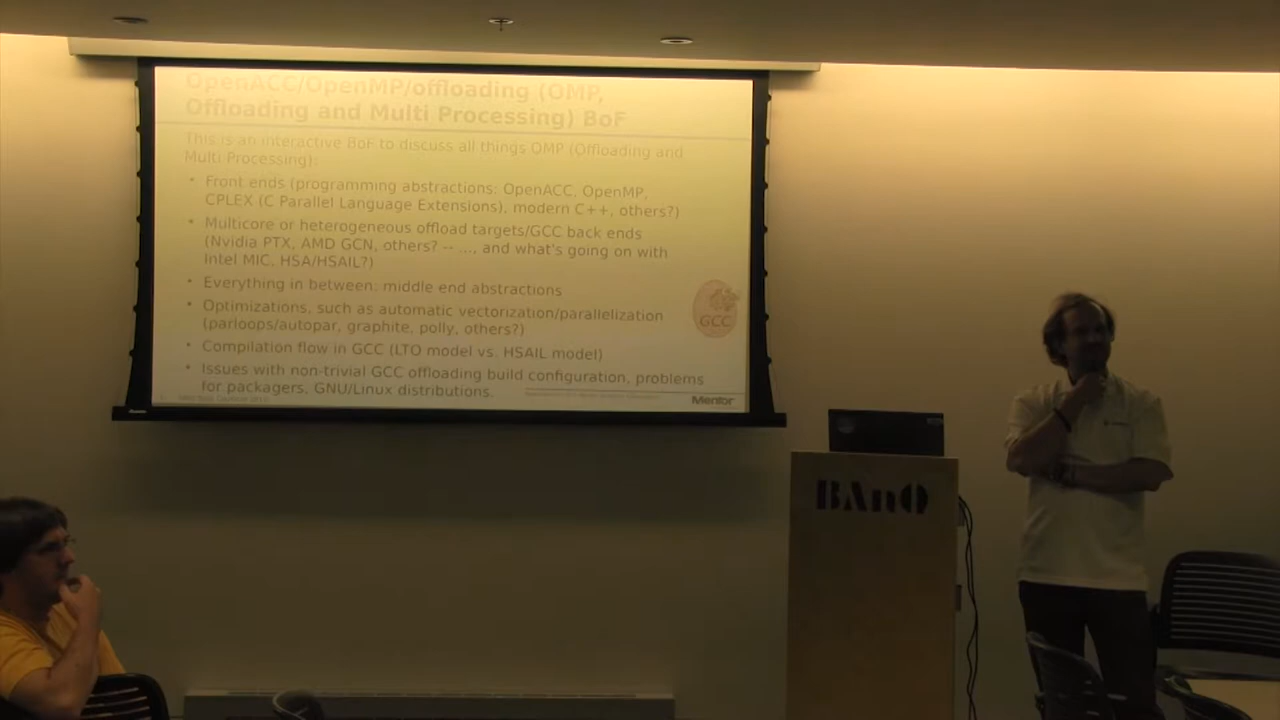 OpenACC/OpenMP/offloading (OMP,
Offloading and Multi Processing) BoF
This is an interactive BoF to discuss all things OMP (Offloading and
Multi Processing):
• Front ends (programming abstractions: OpenACC, OpenMP,
CPLEX (C Parallel Language Extensions), modern C++, others?)
• Multicore or heterogeneous offload targets/GCC back ends
(Nvidia PTX, AMD GCN, others? -- ..., and what's going on with
Intel MIC, HSA/HSAIL?)
• Everything in between: middle end abstractions
• Optimizations, such as automatic vectorization/parallelization
(parloops/autopar, graphite, polly, others?)
GCC
• Compilation flow in GCC (LTO model vs. HSAIL model)
• Issues with non-trivial GCC offloading build configuration, problems
for packagers, GNU/Linux distributions.
Mentor
BAnQ